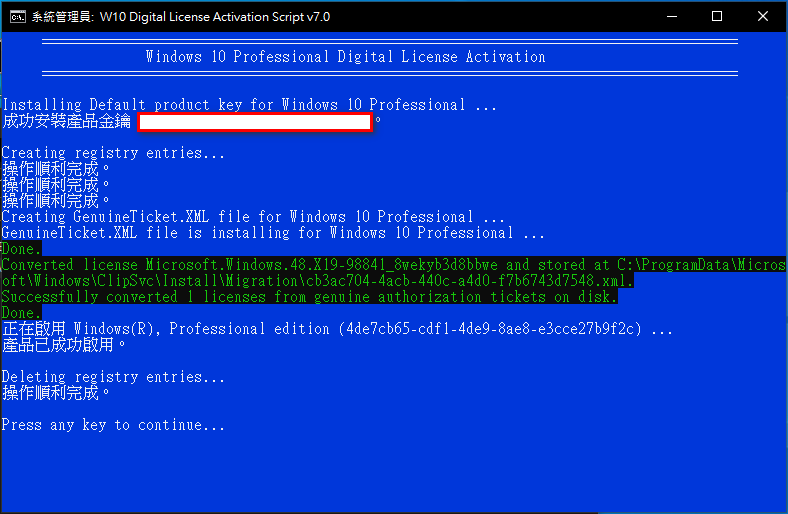 系統管理員: W10 Digital License Activation Script v7.0
Windows 10 Professional Digital License Activation
Installing Default product key for Windows 10 Professional ...
成功安裝產品金鑰 。
Creating registry entries...
操作順利完成。
操作順利完成。
操作順利完成。
Creating GenuineTicket.XML file for Windows 10 Professional ...
GenuineTicket.XML file is installing for Windows 10 Professional ...
Done.
Converted license Microsoft.Windows.48.X19-98841_8wekyb3d8bbwe and stored at C:\ProgramData\Micros
oft\Windows\ClipSvc\Install\Migration\cb3ac704-4acb-440c-a4d0-f7b6743d7548.xml.
Successfully converted 1 licenses from genuine authorization tickets on disk.
Done.
正在啟用 Windows(R), Professional edition (4de7cb65-cdf1-4de9-8ae8-e3cce27b9f2c) ...
產品已成功啟用。
Deleting registry entries...
操作順利完成。
Press any key to continue...